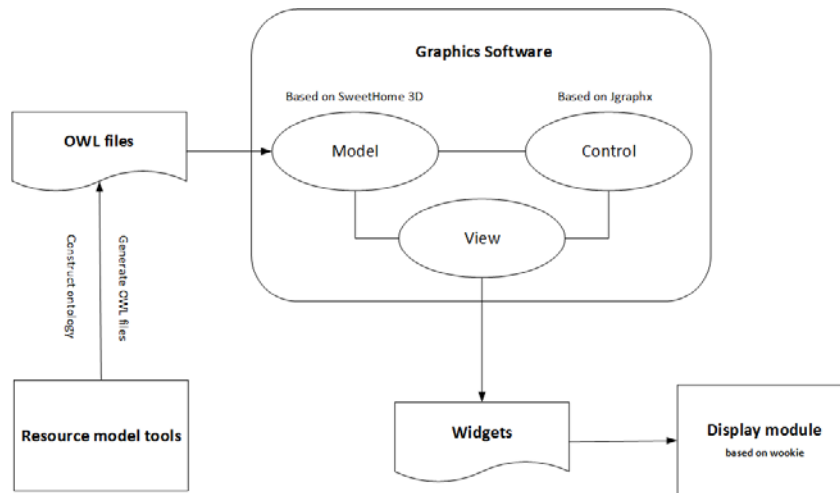 Graphics Software
Based on SweetHome 3D
Based on Jgraphx
OWL files
Model
Control
View
Construct ontology
Generate OWL files
Resource model tools
Widgets
Display module
based on wookie